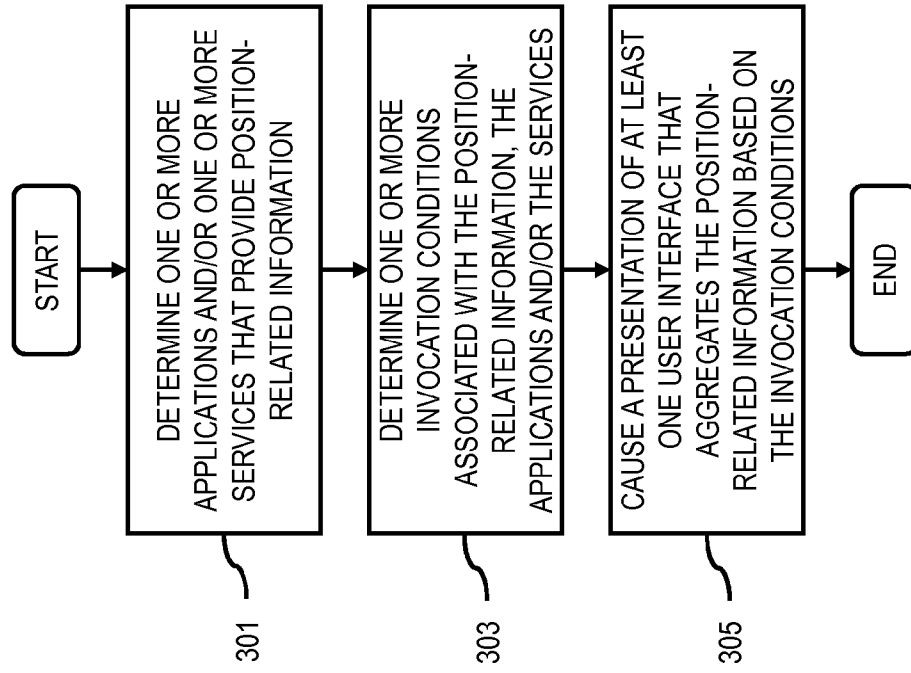 START
DETERMINE ONE OR MORE
APPLICATIONS AND/OR ONE OR MORE
SERVICES THAT PROVIDE POSITION-
RELATED INFORMATION
301
DETERMINE ONE OR MORE
INVOCATION CONDITIONS
ASSOCIATED WITH THE POSITION-
RELATED INFORMATION, THE
APPLICATIONS AND/OR THE SERVICES
303
CAUSE A PRESENTATION OF AT LEAST
ONE USER INTERFACE THAT
AGGREGATES THE POSITION-
RELATED INFORMATION BASED ON
THE INVOCATION CONDITIONS
305
END